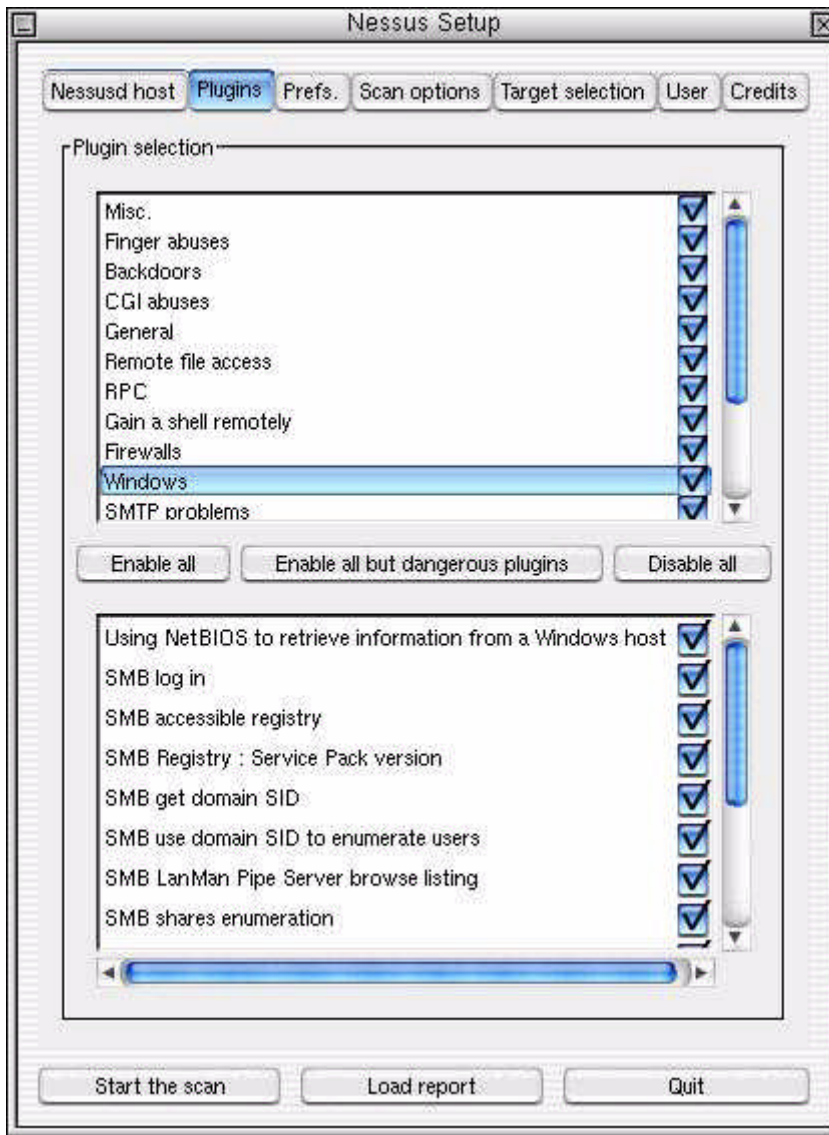 Nessus Setup
Nessusd host Plugins Prefs. Scan options Target selection User Credits
Plugin selection
Misc.
Finger abuses
Backdoors
CGI abuses
General
Remote file access
RPC
Gain a shell remotely
Firewalls
Windows
SMTP problems
Enable all Enable all but dangerous plugins Disable all
Using NetBIOS to retrieve information from a Windows host
SMB log in
SMB accessible registry
SMB Registry : Service Pack version
SMB get domain SID
SMB use domain SID to enumerate users
SMB LanMan Pipe Server browse listing
SMB shares enumeration
Start the scan Load report Quit